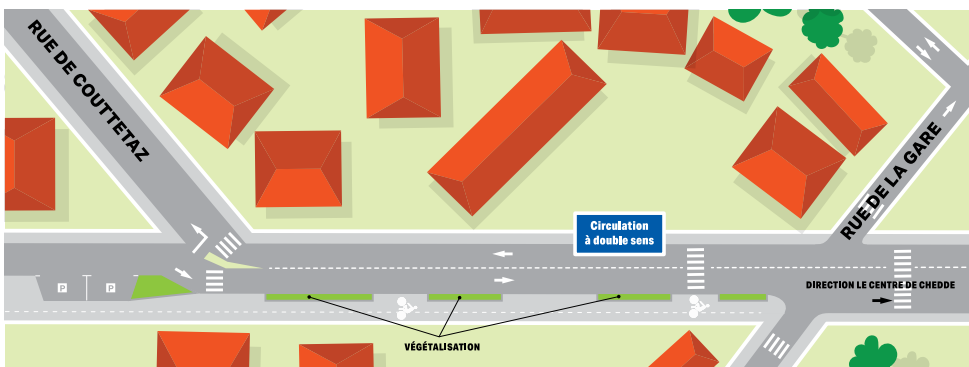 RUE DE COUTTETAZ
RUE DE LA GARE
Circulation
à double sens
DIRECTION LE CENTRE DE CHEDDE
P
P
VÉGÉTALISATION